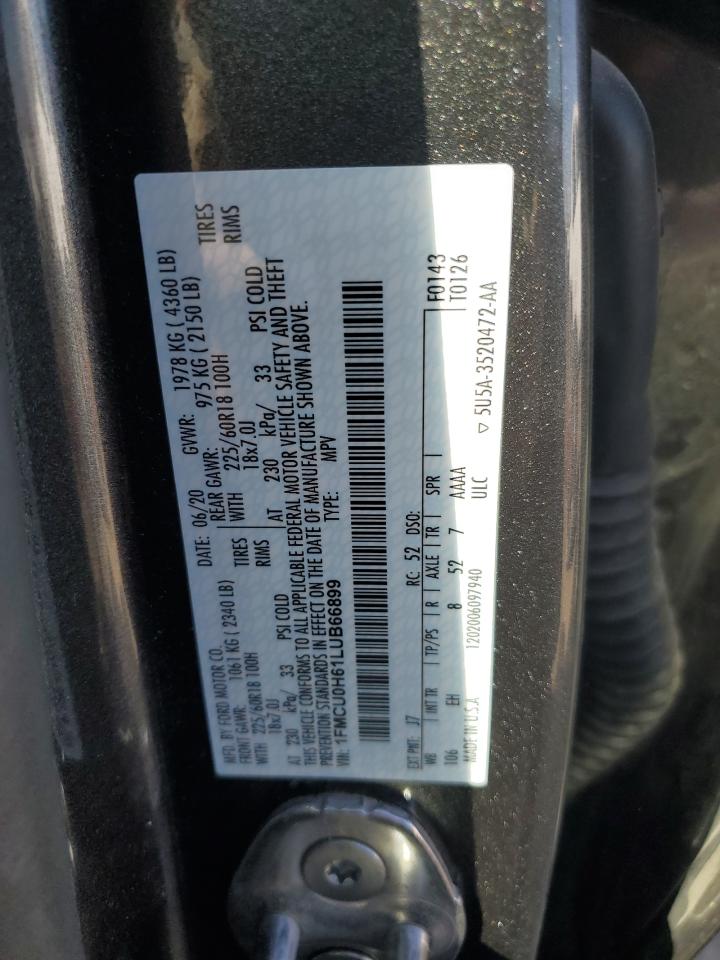 MFD. BY FORD MOTOR CO. DATE: 06/20 GVWR: 1978 KG ( 4360 LB)
FRONT GAWR: 1061 KG ( 2340 LB) REAR GAWR: 975 KG ( 2150 LB)
WITH 225/60R18 100H TIRES WITH 225/60R18 100H TIRES
18x7.0J RIMS 18x7.0J RIMS
AT 230 kPa/ 33 PSI COLD AT 230 kPa/ 33 PSI COLD
THIS VEHICLE CONFORMS TO ALL APPLICABLE FEDERAL MOTOR VEHICLE SAFETY AND THEFT
PREVENTION STANDARDS IN EFFECT ON THE DATE OF MANUFACTURE SHOWN ABOVE.
VIN: 1FMCU0H61LUB66899 TYPE: MPV
F0143
T0126
EXT PNT: J7 RC: 52 DSO:
WB INT TR TP/PS R AXLE TR SPR
106 EH 8 52 7 AAAA
MADE IN U.S.A. 1202006097940 ULC
▽ 5U5A-3520472-AA